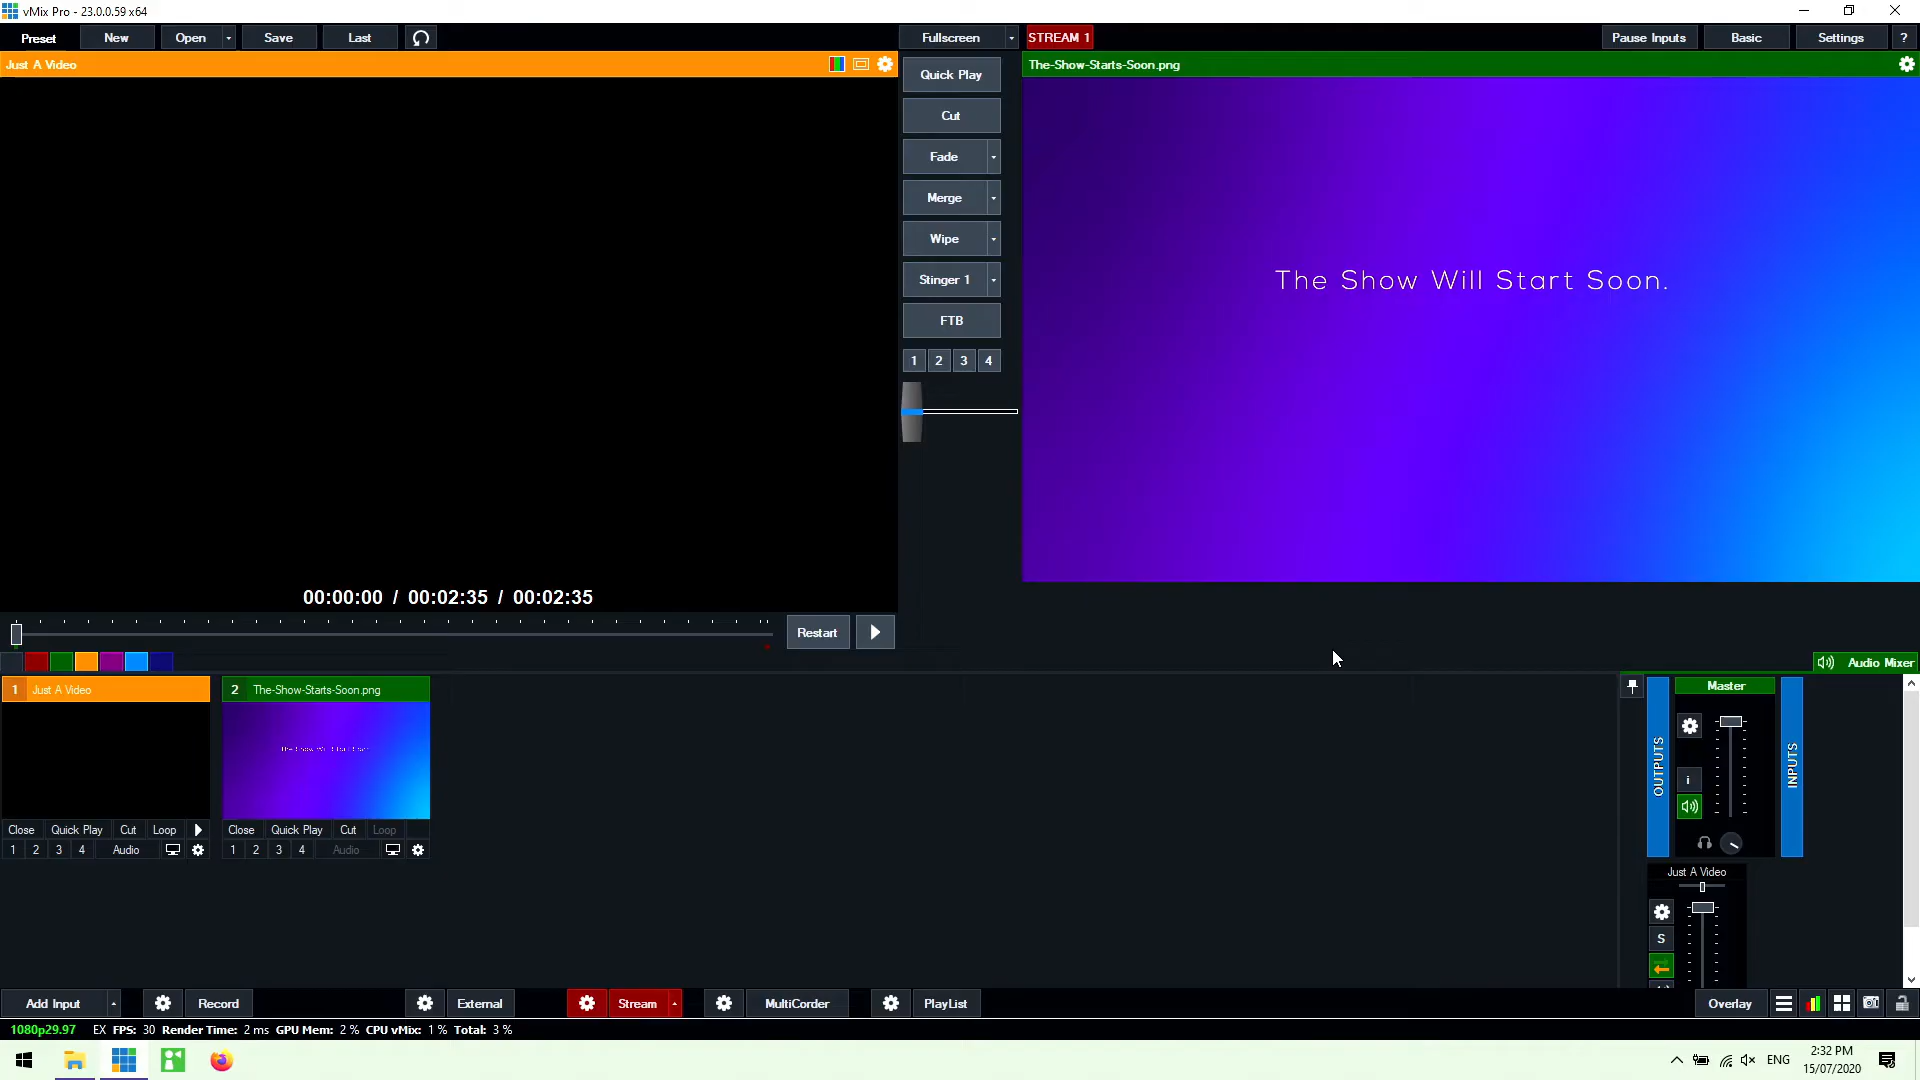 vMix Pro - 23.0.0.59 x64
Preset New Open Save Last Fullscreen STREAM 1 Pause Inputs Basic Settings ?
Just A Video
The-Show-Starts-Soon.png
Quick Play
Cut
Fade
Merge
Wipe
Stinger 1
FTB
1 2 3 4
The Show Will Start Soon.
00:00:00 / 00:02:35 / 00:02:35
Restart
Audio Mixer
1 Just A Video
2 The-Show-Starts-Soon.png
The Show Will Start Soon.
Close Quick Play Cut Loop
1 2 3 4 Audio
Close Quick Play Cut Loop
1 2 3 4 Audio
OUTPUTS
Master
i
INPUTS
Just A Video
S
Add Input Record External Stream MultiCorder PlayList Overlay
1080p29.97 EX FPS: 30 Render Time: 2 ms GPU Mem: 2 % CPU vMix: 1 % Total: 3 %
ENG
2:32 PM
15/07/2020